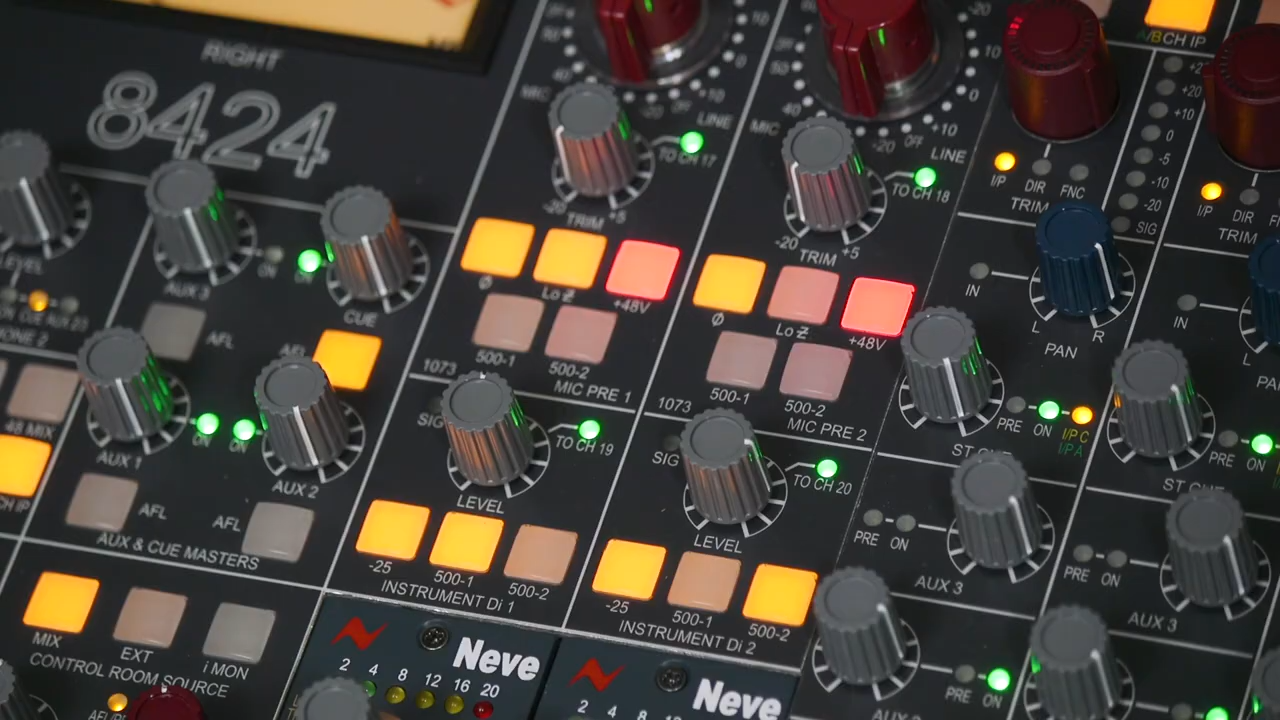 RIGHT
8424
AUX 3
ON
ON
CUE
AFL
AFL
AUX 1
ON
ON
AUX 2
AFL
AFL
AUX & CUE MASTERS
48 MIX
CH IP
MIX
EXT
i MON
CONTROL ROOM SOURCE
MIC
LINE
TO CH 17
-20
TRIM
+5
Ø
Lo Z
+48V
500-1
500-2
MIC PRE 1
1073
SIG
TO CH 19
LEVEL
-25
500-1
500-2
INSTRUMENT Di 1
Neve
2 4 8 12 16 20
MIC
-20
OFF
+10
LINE
TO CH 18
-20
TRIM
+5
Ø
Lo Z
+48V
500-1
500-2
MIC PRE 2
1073
SIG
TO CH 20
LEVEL
-25
500-1
500-2
INSTRUMENT Di 2
Neve
I/P
DIR
FNC
TRIM
IN
L
R
PAN
PRE
ON
I/P C
I/P A
PRE
ON
AUX 3
PRE
ON
A/B CH IP
+10
0
-5
-10
-20
SIG
I/P
DIR
TRIM
IN
L
PRE
ON
PRE
ON
AUX 3